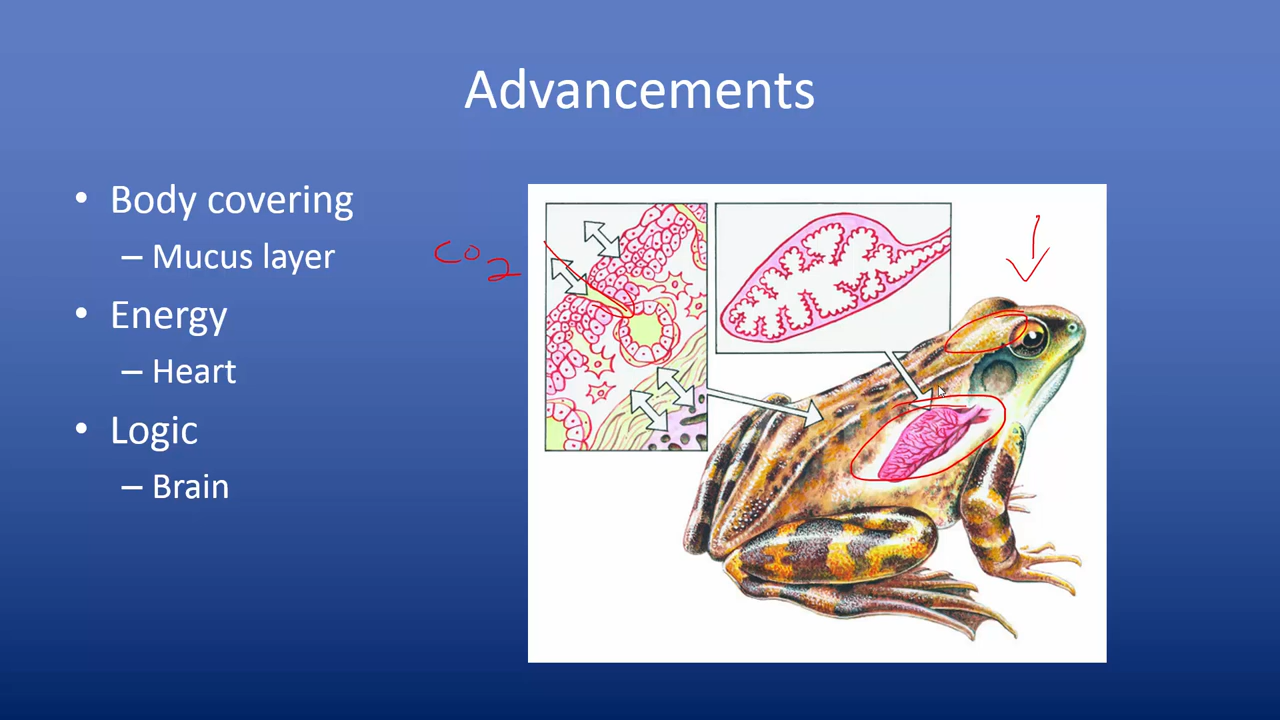 Advancements
• Body covering
– Mucus layer
• Energy
– Heart
• Logic
– Brain
CO2